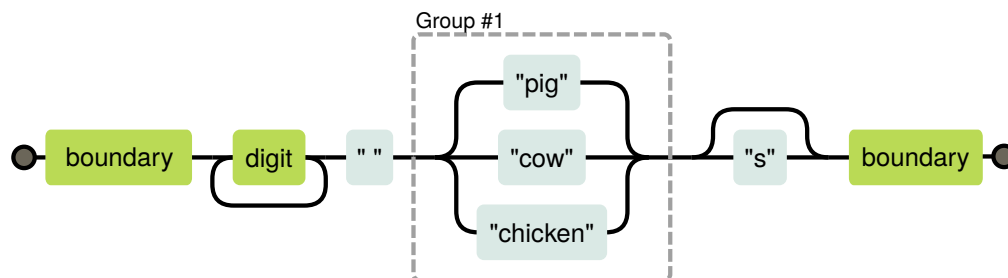 Group #1
boundary
digit
" "
"pig"
"cow"
"chicken"
"s"
boundary